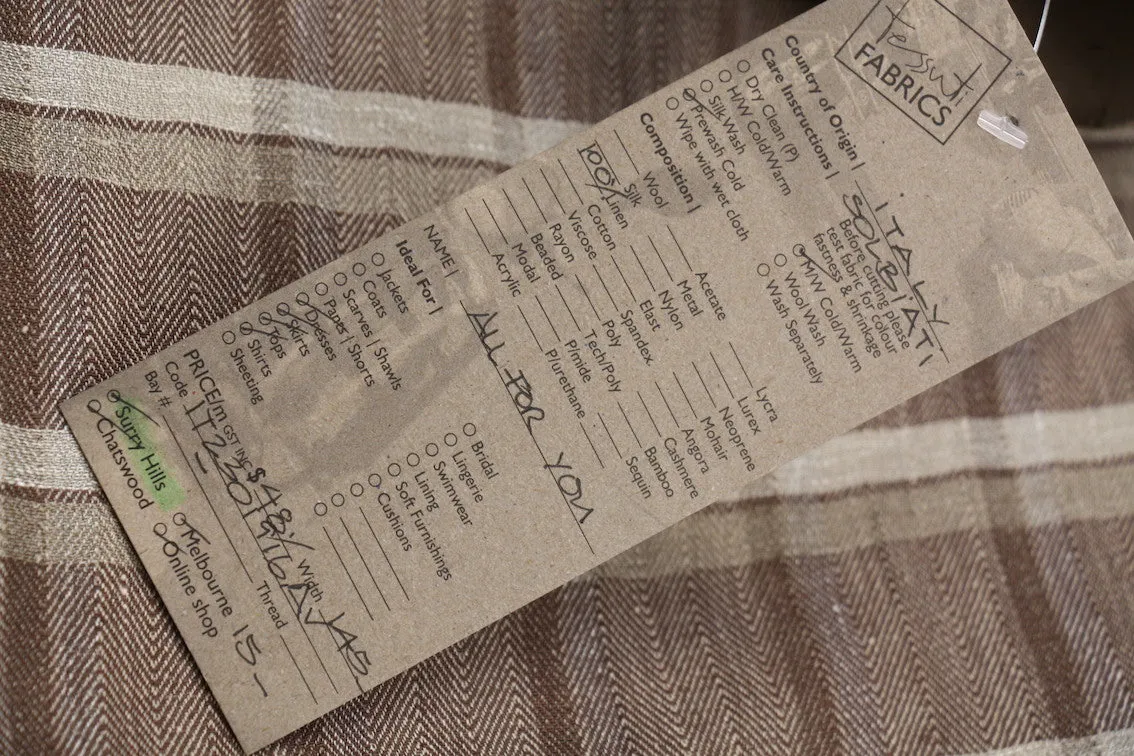 tessuti
FABRICS
Country of Origin | ITALY
SOLBIATI
Care Instructions | Before cutting please
test fabric for colour
fastness & shrinkage
Dry Clean (P)
H/W Cold/Warm
Silk Wash
Prewash Cold
Wipe with wet cloth
M/W Cold/Warm
Wool Wash
Wash Separately
Composition |
Wool
Silk
100% Linen
Cotton
Viscose
Rayon
Beaded
Modal
Acrylic
Acetate
Metal
Nylon
Elast
Spandex
Poly
Tech/Poly
P/mide
P/urethane
Lycra
Lurex
Neoprene
Mohair
Angora
Cashmere
Bamboo
Sequin
NAME | ALL FOR YOU
Ideal For |
Jackets
Coats
Scarves | Shawls
Paper | Shorts
Dresses
Skirts
Tops
Shirts
Sheeting
Bridal
Lingerie
Swimwear
Lining
Soft Furnishings
Cushions
PRICE/m GST INC $48.- Width 145
Code
Bay # Thread
Surry Hills
Chatswood
Melbourne
Online shop
15-